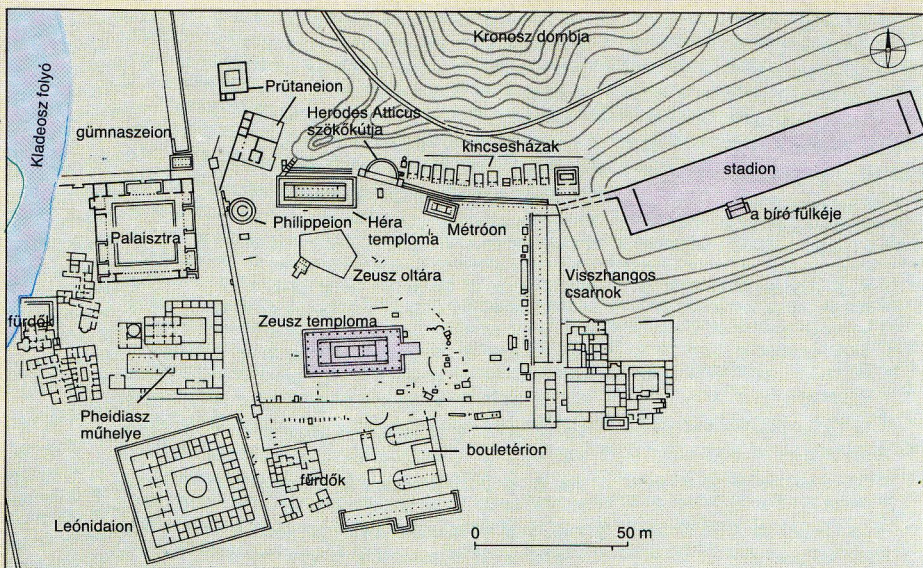 Kronosz dombja
Kladeosz folyó
Prütaneion
gümnaszeion
Herodes Atticus
szökőkútja
kincsesházak
stadion
a bíró fülkéje
Palaisztra
Philippeion
Héra
temploma
Métróon
Zeusz oltára
Visszhangos
csarnok
fürdők
Zeusz temploma
Pheidiasz
műhelye
bouletérion
fürdők
Leónidaion
0 50 m